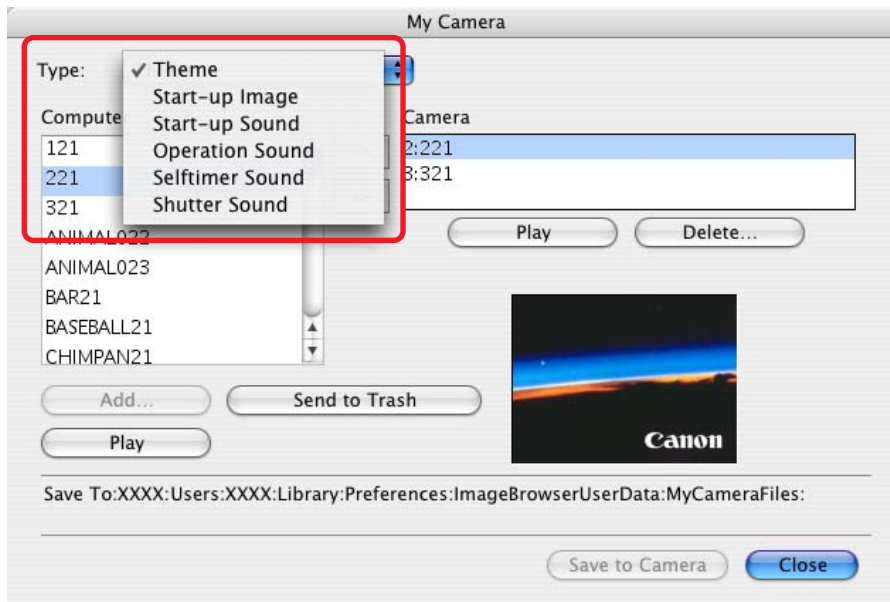 My Camera
Type:
✓ Theme
Start-up Image
Start-up Sound
Operation Sound
Selftimer Sound
Shutter Sound
Compute
121
221
321
ANIMAL022
ANIMAL023
BAR21
BASEBALL21
CHIMPAN21
Add...
Send to Trash
Play
Camera
2:221
3:321
Play
Delete...
Canon
Save To:XXXX:Users:XXXX:Library:Preferences:ImageBrowserUserData:MyCameraFiles:
Save to Camera
Close